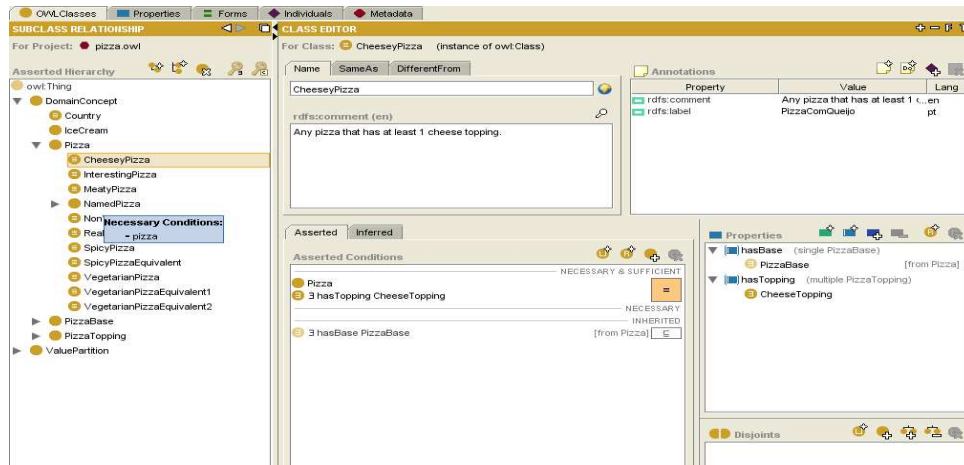 OWLClasses Properties Forms Individuals Metadata
SUBCLASS RELATIONSHIP
For Project: pizza.owl
Asserted Hierarchy
owl:Thing
DomainConcept
Country
IceCream
Pizza
CheeseyPizza
InterestingPizza
MeatyPizza
NamedPizza
Non
Real
SpicyPizza
SpicyPizzaEquivalent
VegetarianPizza
VegetarianPizzaEquivalent1
VegetarianPizzaEquivalent2
PizzaBase
PizzaTopping
ValuePartition
Necessary Conditions:
- pizza
CLASS EDITOR
For Class: CheeseyPizza (instance of owl:Class)
Name SameAs DifferentFrom
CheeseyPizza
rdfs:comment (en)
Any pizza that has at least 1 cheese topping.
Annotations
Property Value Lang
rdfs:comment Any pizza that has at least 1 c... en
rdfs:label PizzaComQueijo pt
Asserted Inferred
Asserted Conditions
NECESSARY & SUFFICIENT
Pizza
∃ hasTopping CheeseTopping
=
NECESSARY
INHERITED
∃ hasBase PizzaBase [from Pizza] ⊑
Properties
hasBase (single PizzaBase)
PizzaBase [from Pizza]
hasTopping (multiple PizzaTopping)
CheeseTopping
Disjoints